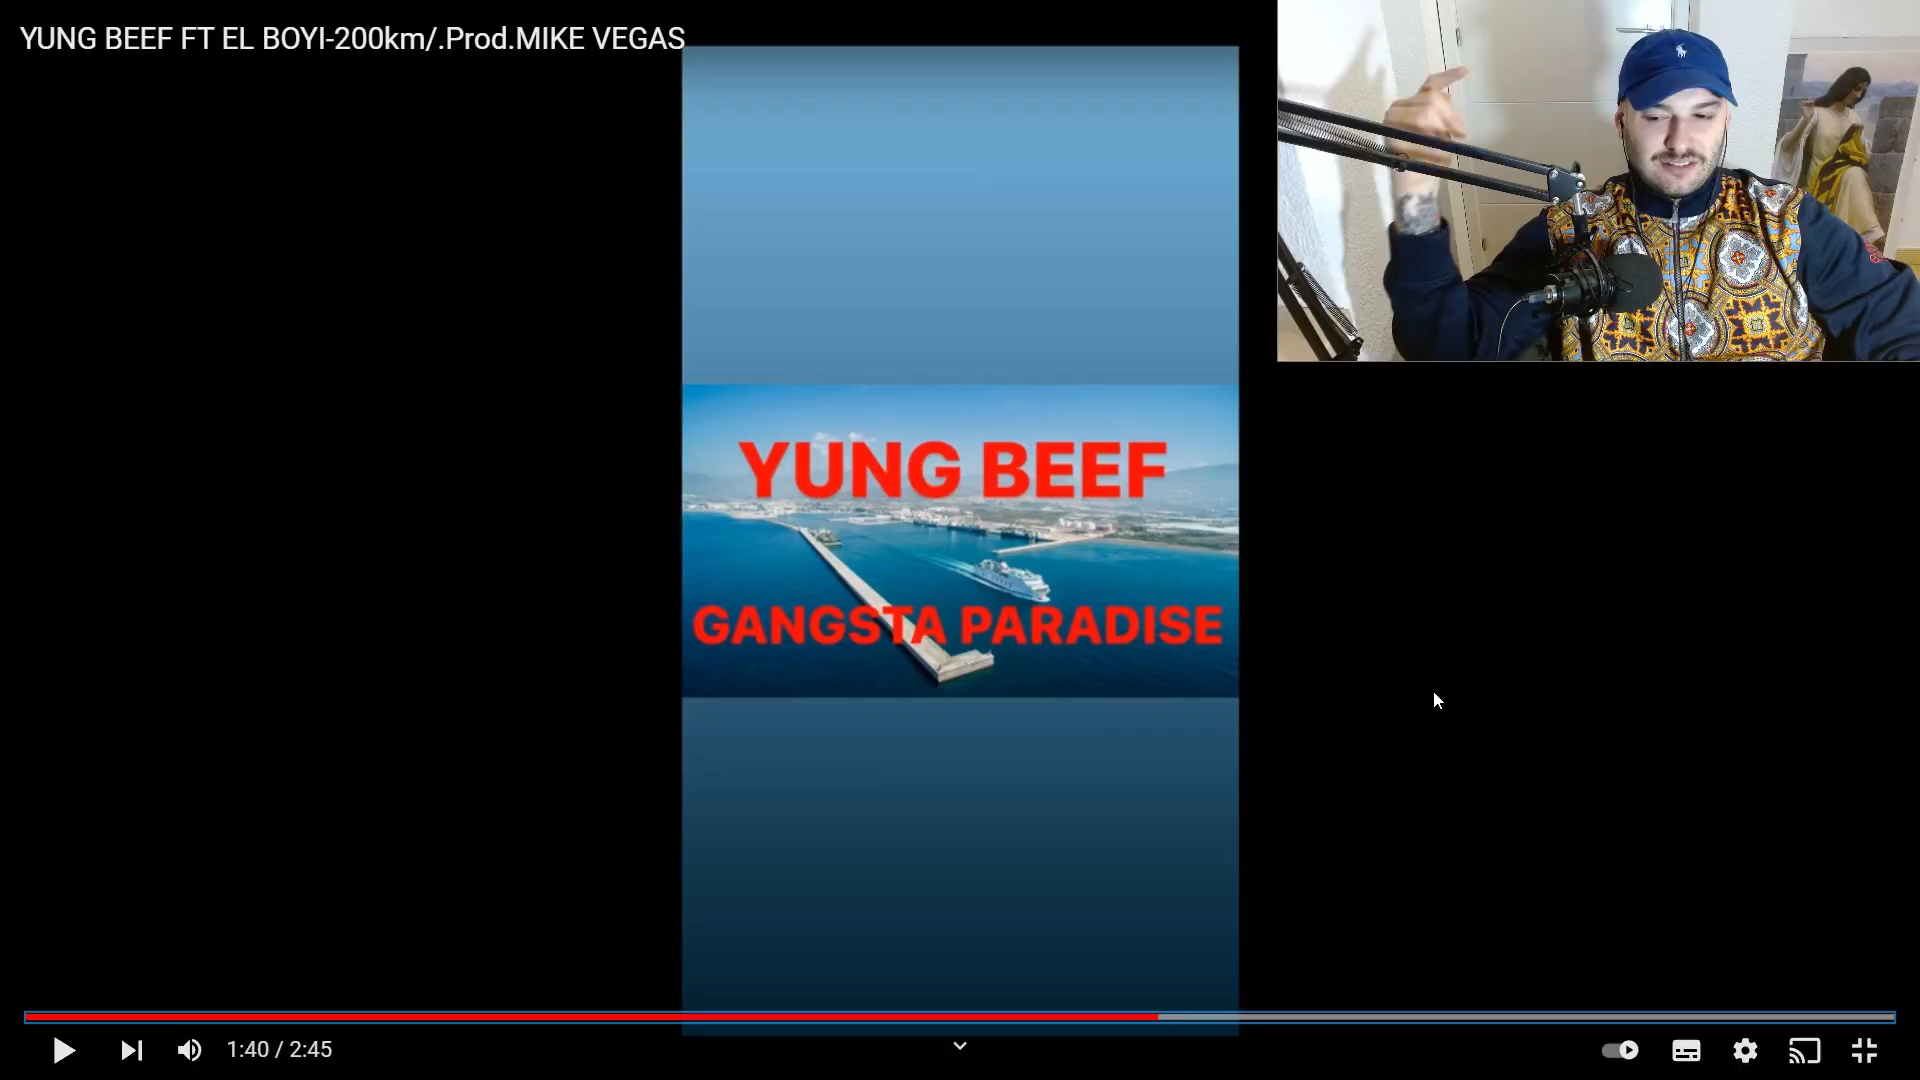 YUNG BEEF FT EL BOYI-200km/.Prod.MIKE VEGAS
YUNG BEEF
GANGSTA PARADISE
1:40 / 2:45